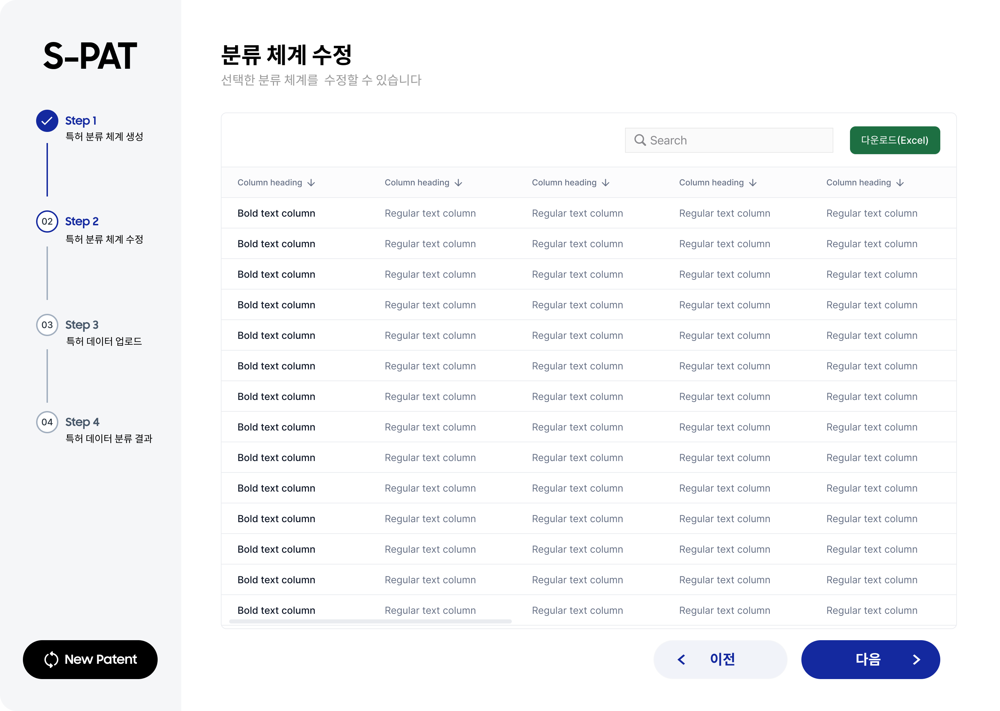 S-PAT
Step 1
특허 분류 체계 생성
02
Step 2
특허 분류 체계 수정
03
Step 3
특허 데이터 업로드
04
Step 4
특허 데이터 분류 결과
New Patent
분류 체계 수정
선택한 분류 체계를 수정할 수 있습니다
Search
다운로드(Excel)
Column heading Column heading Column heading Column heading Column heading
Bold text column Regular text column Regular text column Regular text column Regular text column
Bold text column Regular text column Regular text column Regular text column Regular text column
Bold text column Regular text column Regular text column Regular text column Regular text column
Bold text column Regular text column Regular text column Regular text column Regular text column
Bold text column Regular text column Regular text column Regular text column Regular text column
Bold text column Regular text column Regular text column Regular text column Regular text column
Bold text column Regular text column Regular text column Regular text column Regular text column
Bold text column Regular text column Regular text column Regular text column Regular text column
Bold text column Regular text column Regular text column Regular text column Regular text column
Bold text column Regular text column Regular text column Regular text column Regular text column
Bold text column Regular text column Regular text column Regular text column Regular text column
Bold text column Regular text column Regular text column Regular text column Regular text column
Bold text column Regular text column Regular text column Regular text column Regular text column
Bold text column Regular text column Regular text column Regular text column Regular text column
이전
다음